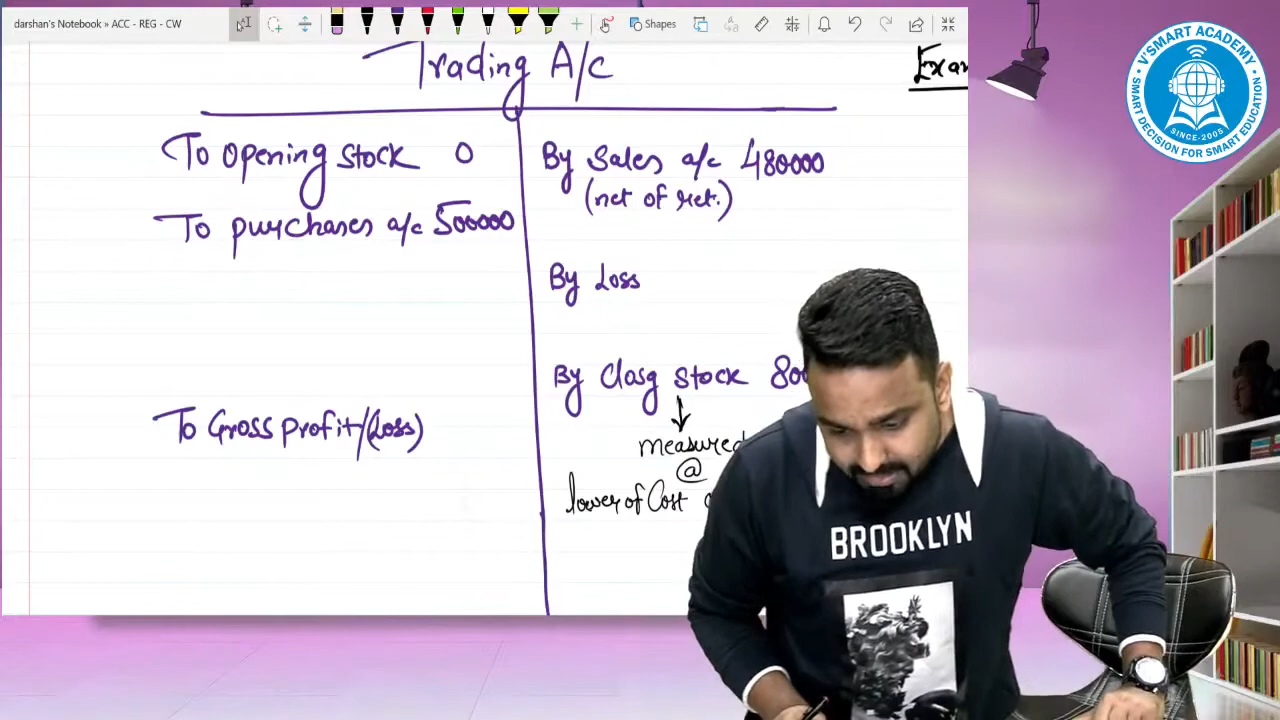 darshan's Notebook » ACC - REG - CW
Shapes
Trading A/c
To opening stock 0
By Sales a/c 480000
(net of ret.)
To purchases a/c 500000
By Loss
By Closg stock
measured
@
lower of Cost
To Gross profit/(Loss)
V'SMART ACADEMY
SMART DECISION FOR SMART EDUCATION
SINCE-2005
BROOKLYN